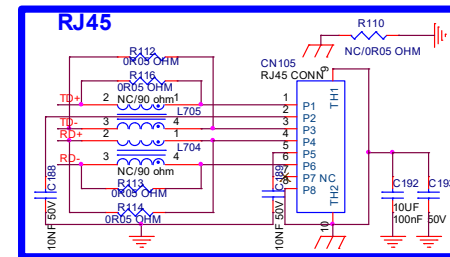 RJ45
R110
NC/0R05 OHM
R112
0R05 OHM
R116
0R05 OHM
CN105
RJ45 CONN
TD+ 2 NC/90 ohm 1
L705
TD- 3 4
RD+ 2 1
L704
RD- 3 4
NC/90 ohm
R113
0R05 OHM
R114
0R05 OHM
1 P1
2 P2
3 P3
4 P4
5 P5
6 P6
7 P7 NC
8 P8
9 TH1
10 TH2
C188
10NF 50V
C189
10NF 50V
C192
10UF
100nF 50V